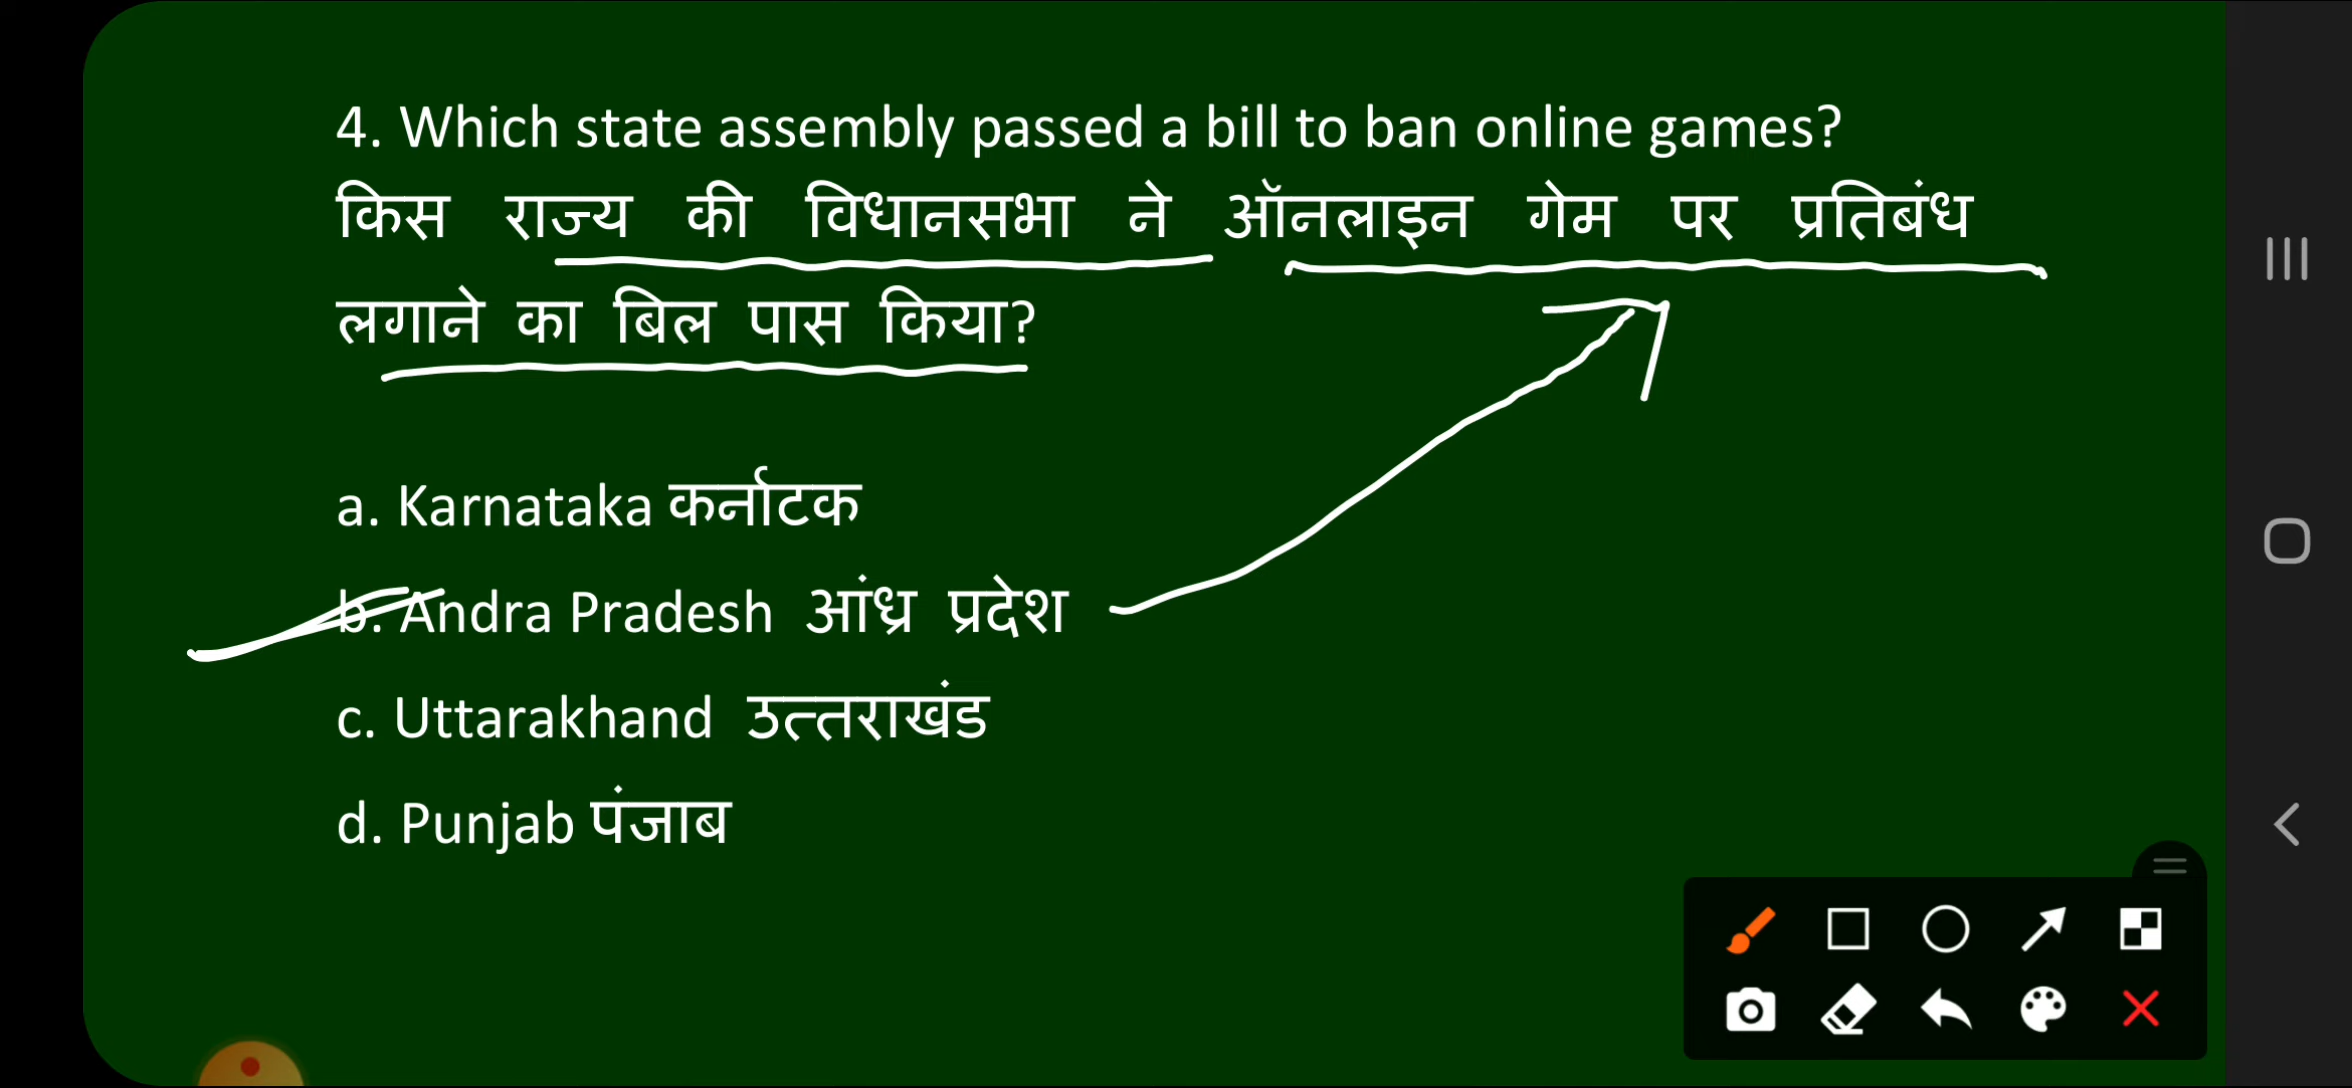 4. Which state assembly passed a bill to ban online games?
किस राज्य की विधानसभा ने ऑनलाइन गेम पर प्रतिबंध
लगाने का बिल पास किया?
a. Karnataka कर्नाटक
b. Andra Pradesh आंध्र प्रदेश
c. Uttarakhand उत्तराखंड
d. Punjab पंजाब